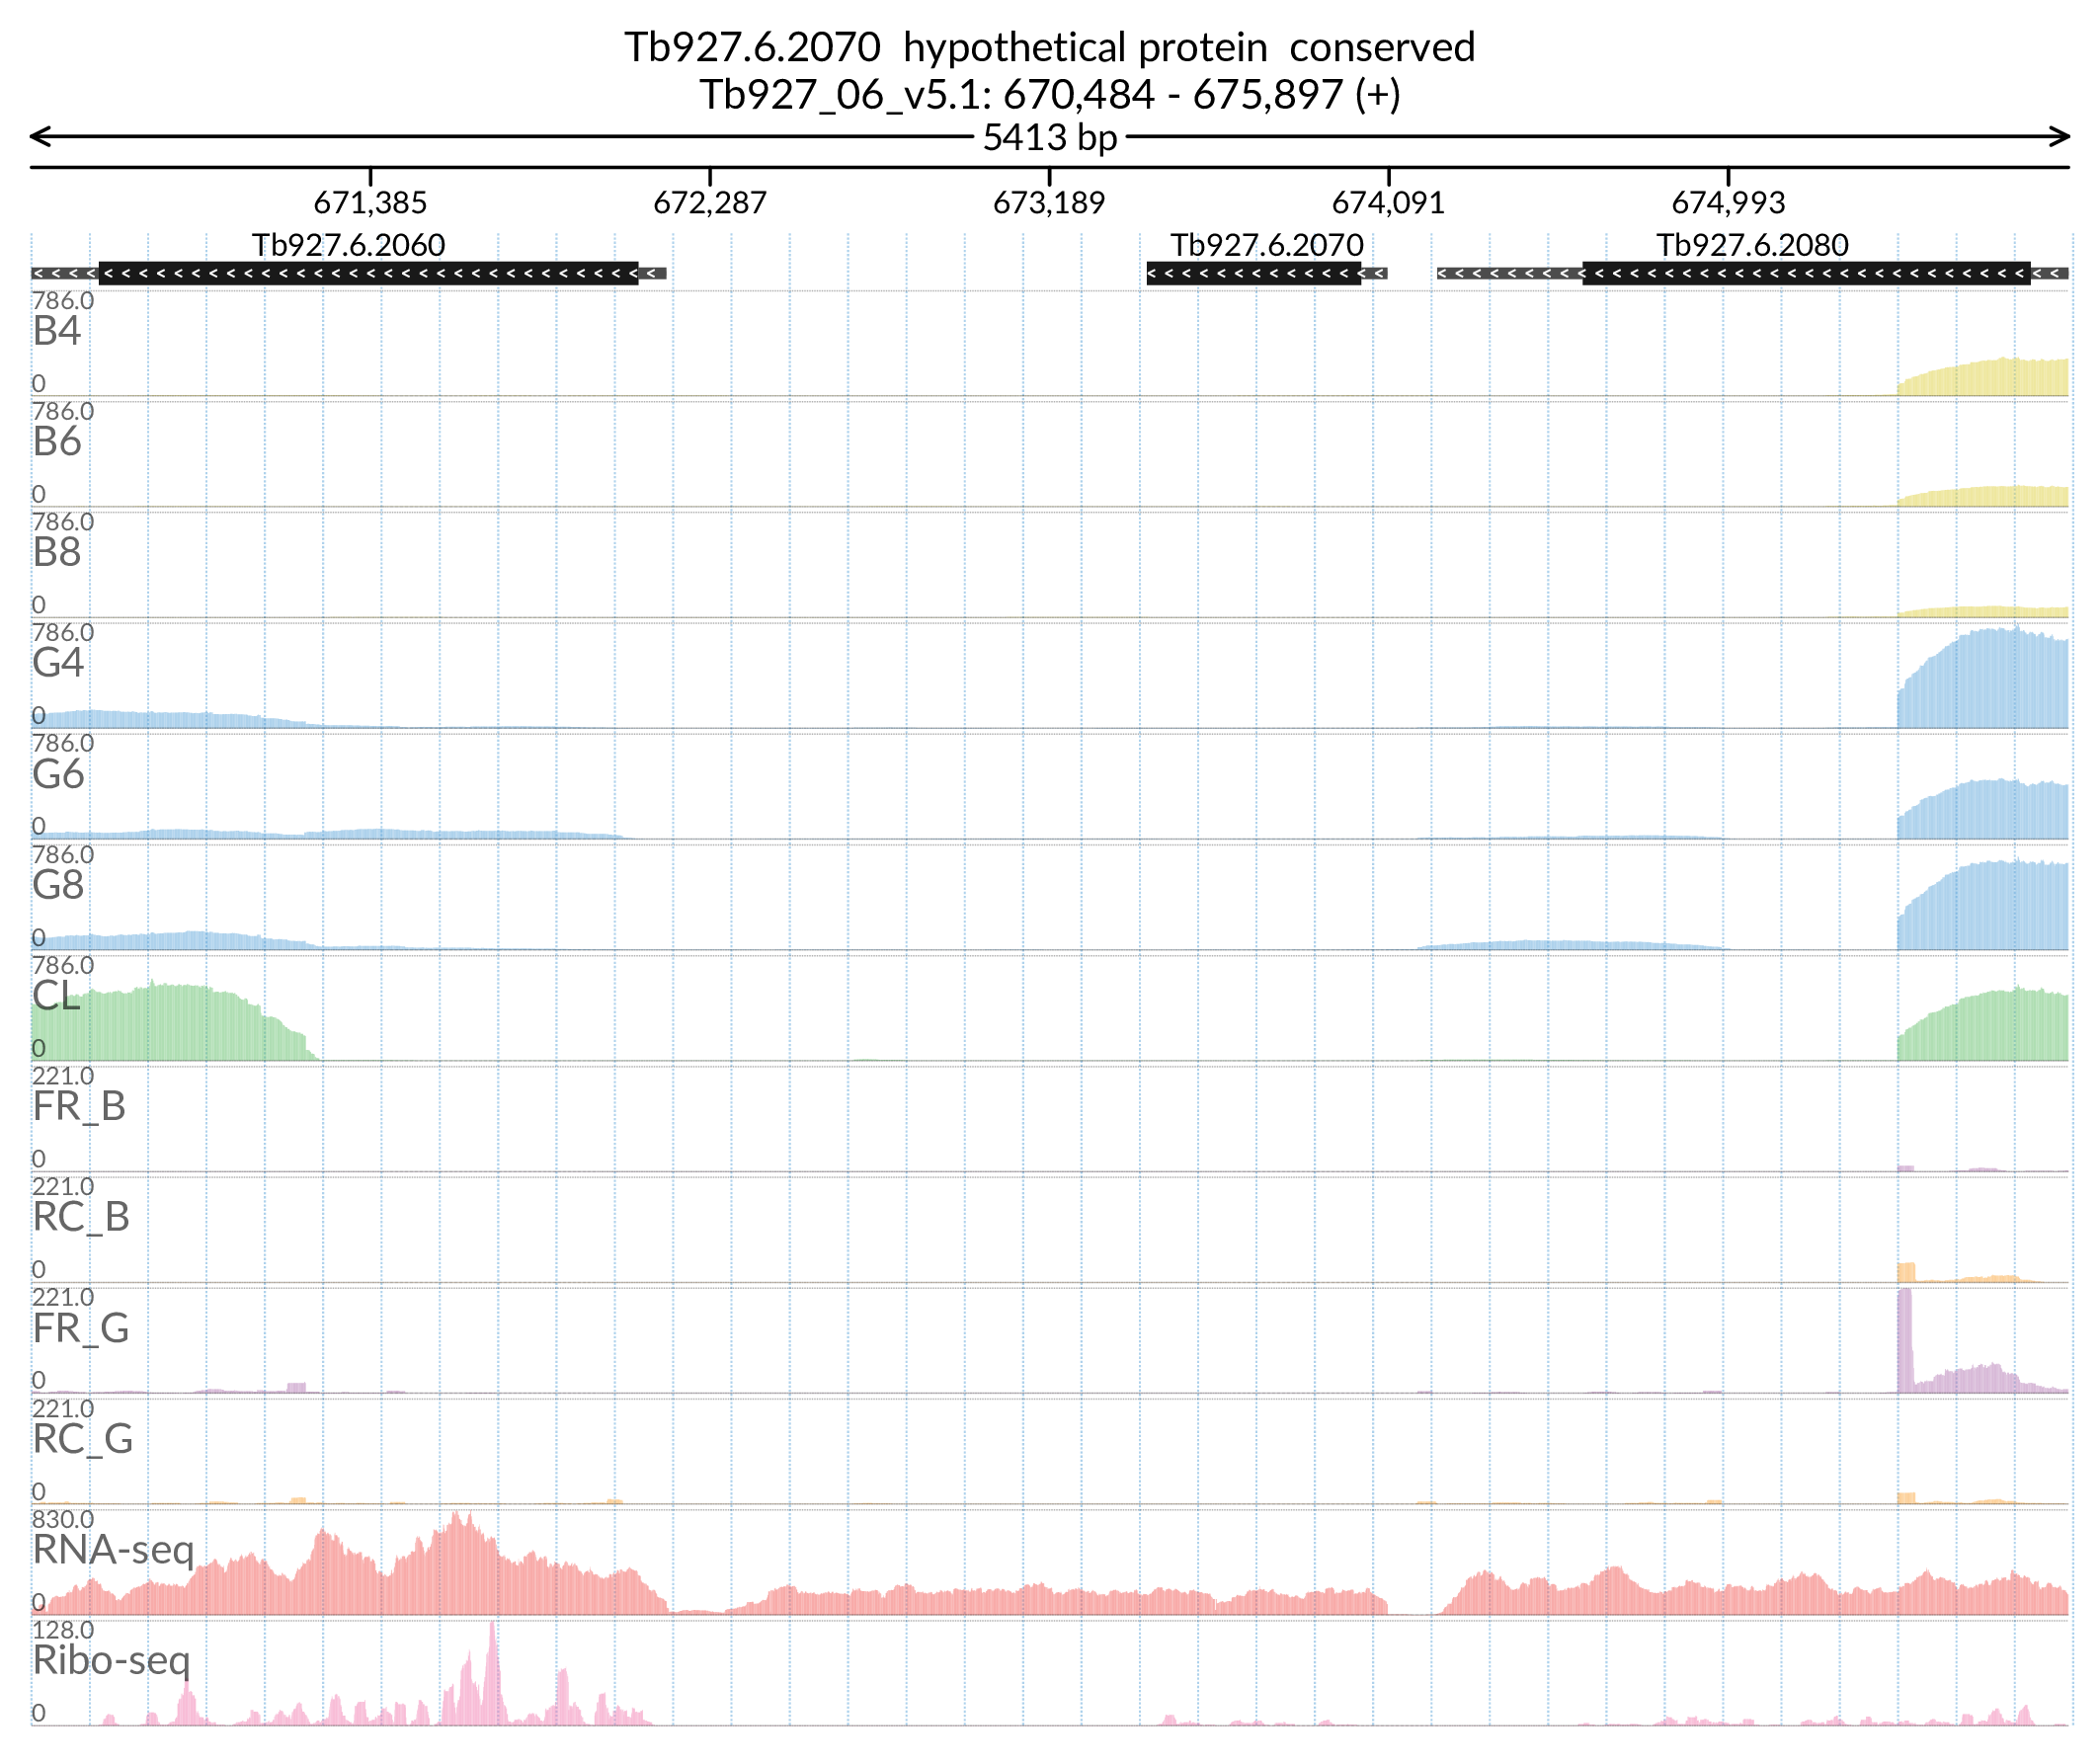 Tb927.6.2070  hypothetical protein  conserved
Tb927_06_v5.1: 670,484 - 675,897 (+)
5413 bp
671,385 672,287 673,189 674,091 674,993
Tb927.6.2060 Tb927.6.2070 Tb927.6.2080
786.0
B4
0
786.0
B6
0
786.0
B8
0
786.0
G4
0
786.0
G6
0
786.0
G8
0
786.0
CL
0
221.0
FR_B
0
221.0
RC_B
0
221.0
FR_G
0
221.0
RC_G
0
830.0
RNA-seq
0
128.0
Ribo-seq
0